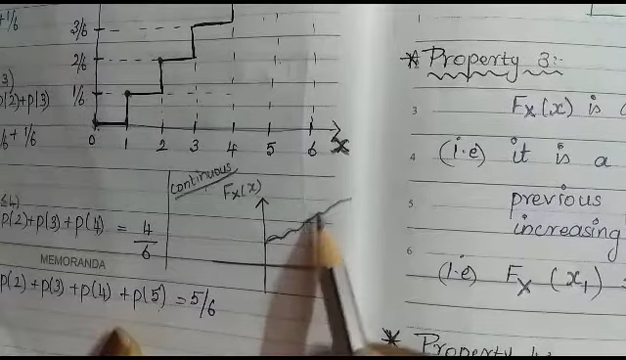 +1/6
3/6
2/6
1/6
0 1 2 3 4 5 6 X
3)
p(2)+p(3)
1/6 + 1/6
continuous
Fx(x)
≤4)
p(2)+p(3)+p(4) = 4/6
MEMORANDA
p(2)+p(3)+p(4)+p(5) = 5/6
* Property 3:-
3
Fx(x) is
4
(i.e) it is a
5
previous
increasing
6
(i.e) Fx (x1)
* Property